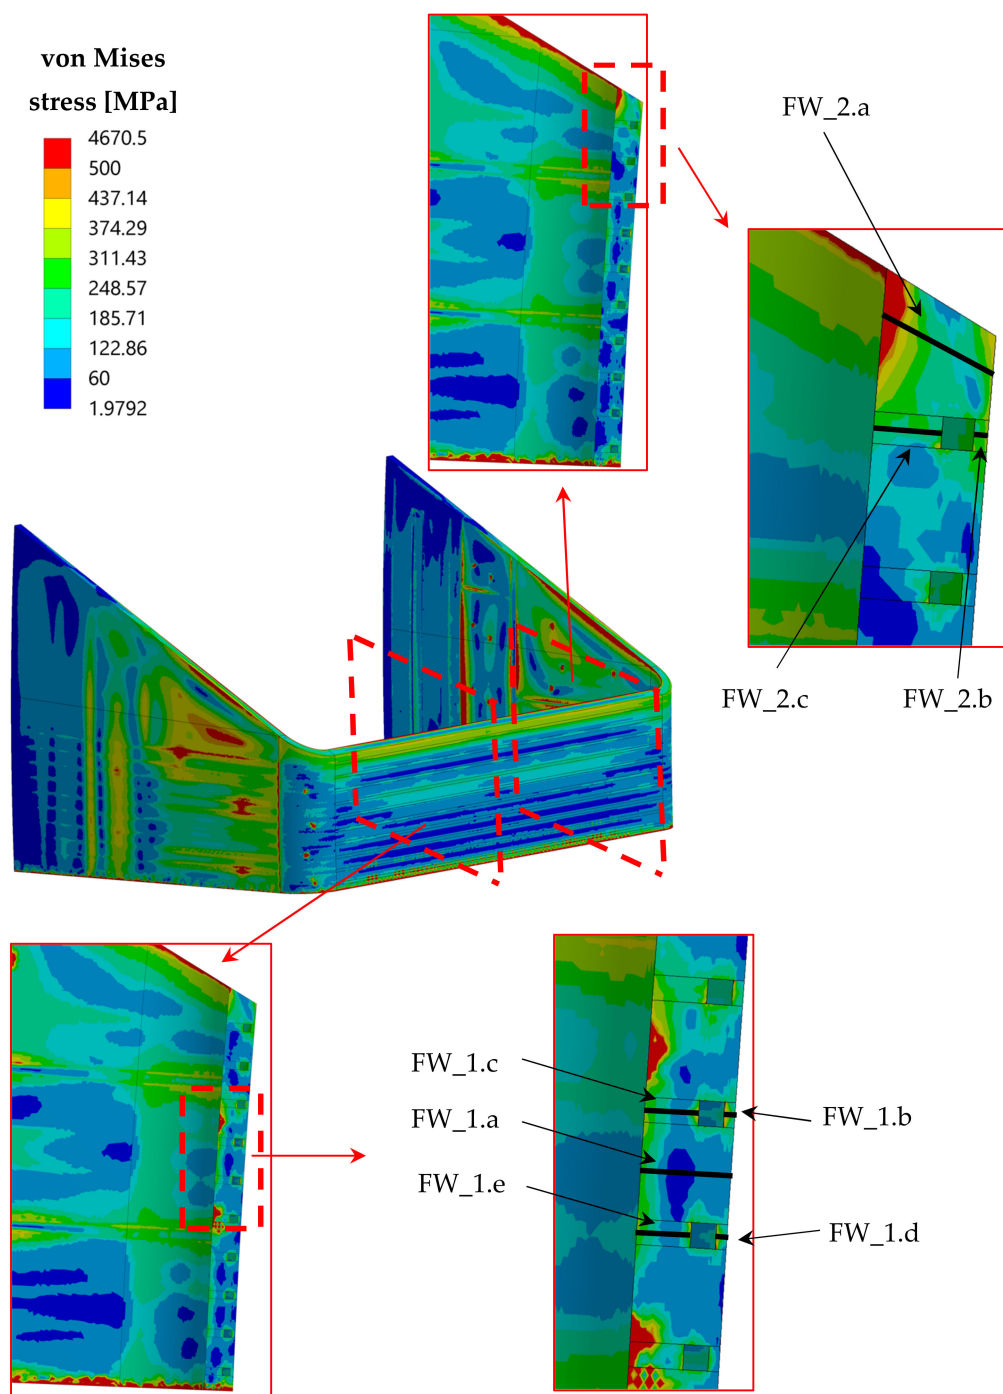 von Mises
stress [MPa]
4670.5
500
437.14
374.29
311.43
248.57
185.71
122.86
60
1.9792
FW_2.a
FW_2.c
FW_2.b
FW_1.c
FW_1.a
FW_1.b
FW_1.e
FW_1.d